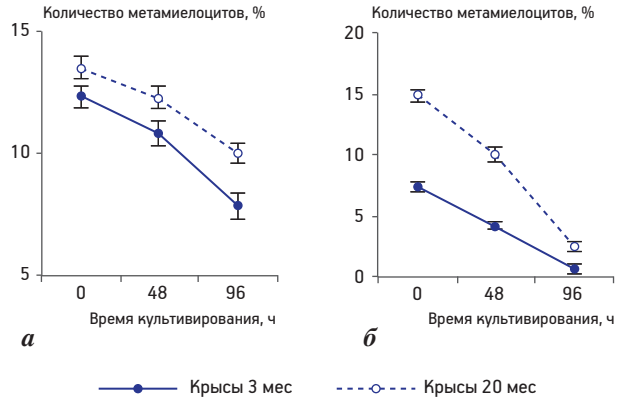 Количество метамиелоцитов, %
15
10
5
0 48 96
Время культивирования, ч
а
Количество метамиелоцитов, %
20
15
10
5
0
0 48 96
Время культивирования, ч
б
Крысы 3 мес Крысы 20 мес